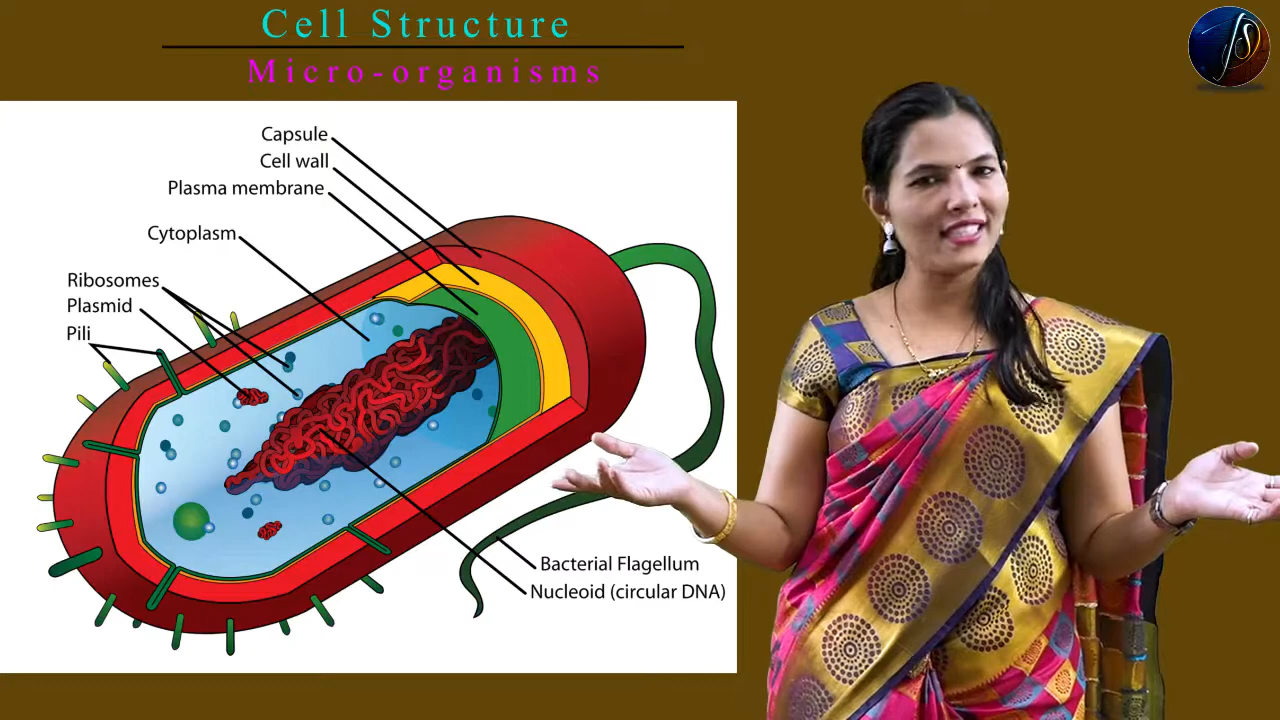 Cell Structure
Micro-organisms
Capsule
Cell wall
Plasma membrane
Cytoplasm
Ribosomes
Plasmid
Pili
Bacterial Flagellum
Nucleoid (circular DNA)